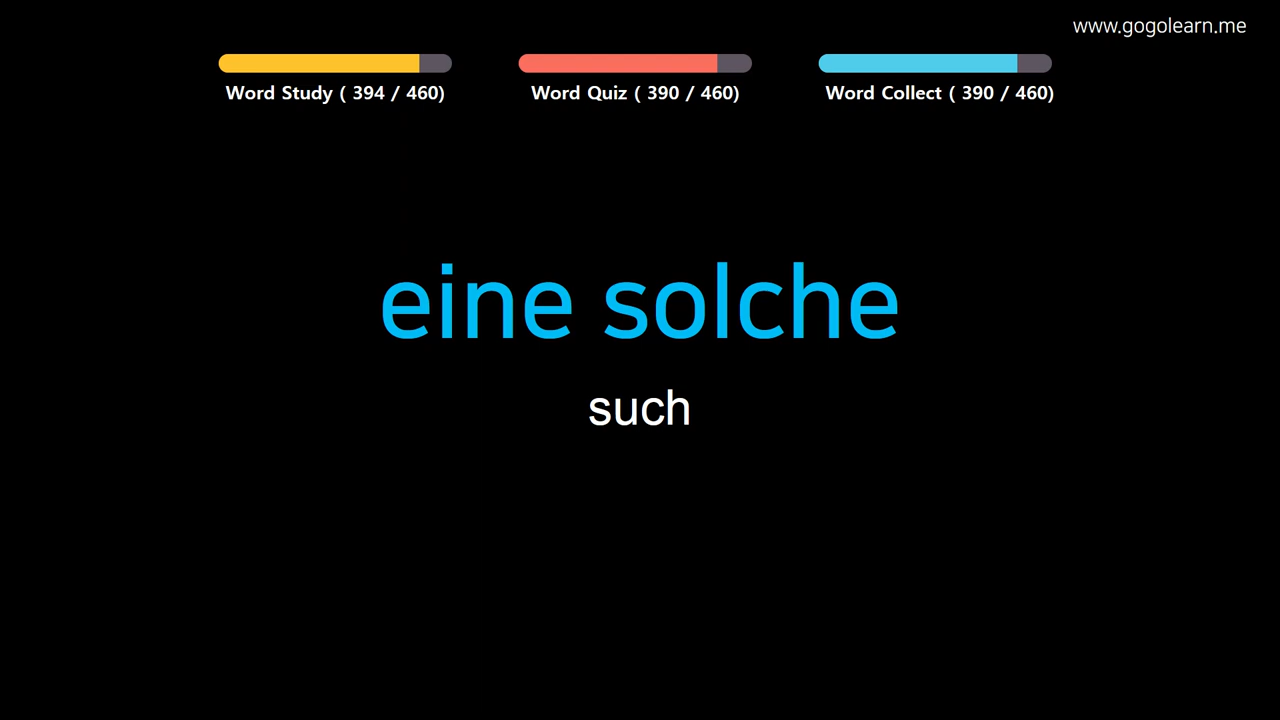 www.gogolearn.me
Word Study ( 394 / 460)
Word Quiz ( 390 / 460)
Word Collect ( 390 / 460)
eine solche
such